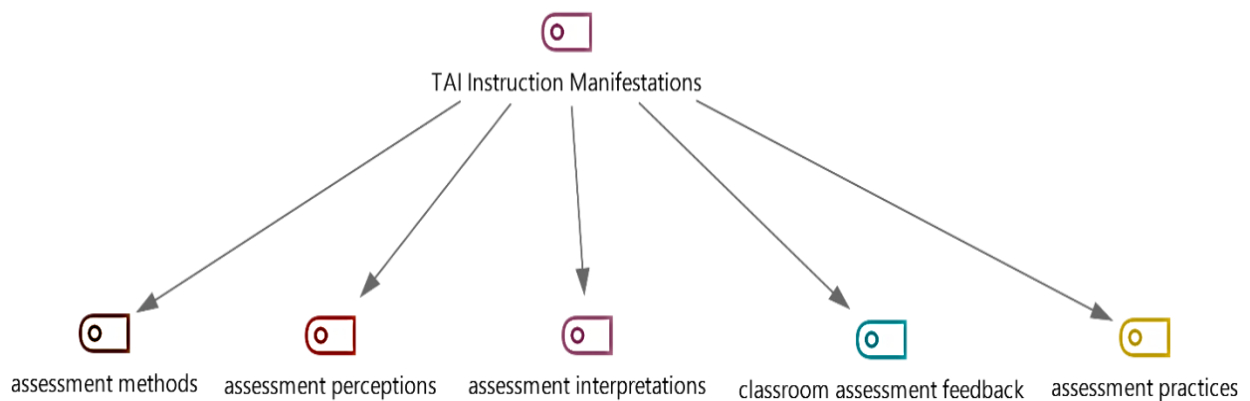 TAI Instruction Manifestations
assessment methods
assessment perceptions
assessment interpretations
classroom assessment feedback
assessment practices